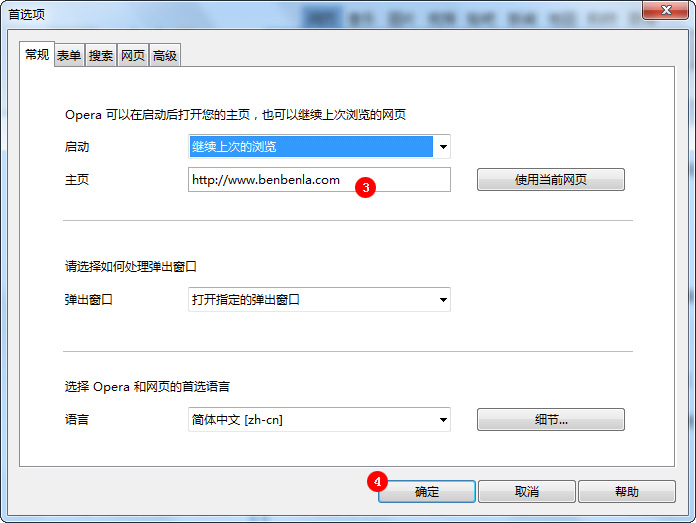 首选项
常规 表单 搜索 网页 高级
Opera 可以在启动后打开您的主页，也可以继续上次浏览的网页
启动 继续上次的浏览
主页 http://www.benbenla.com 3 使用当前网页
请选择如何处理弹出窗口
弹出窗口 打开指定的弹出窗口
选择 Opera 和网页的首选语言
语言 简体中文 [zh-cn] 细节...
4 确定 取消 帮助